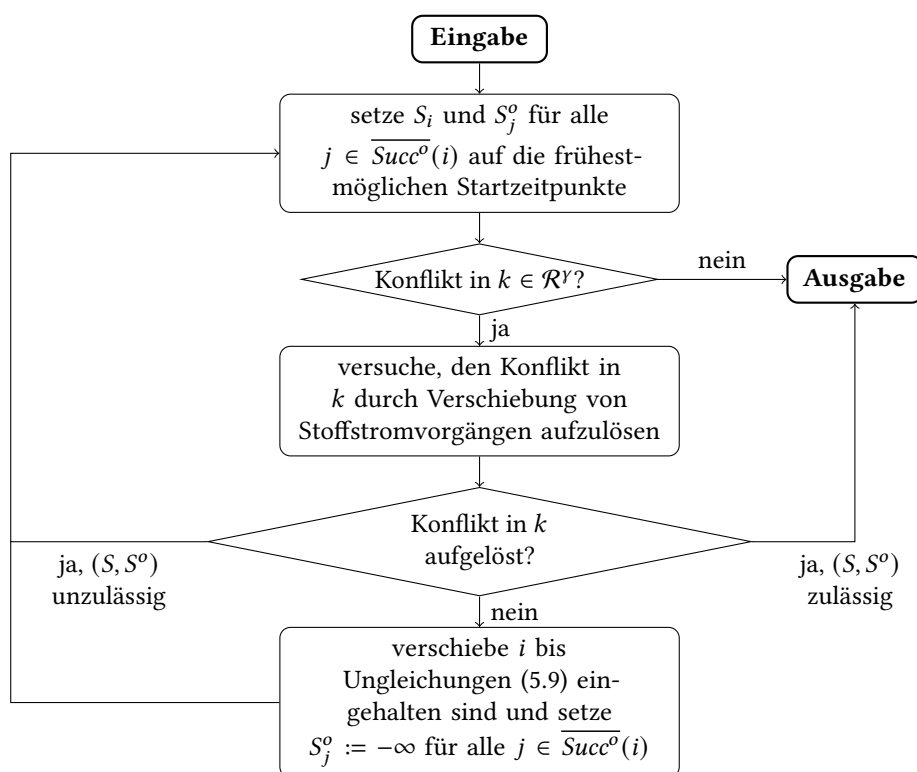 Eingabe
setze S_i und S_j^o für alle
j ∈ \overline{Succ^o}(i) auf die frühest-
möglichen Startzeitpunkte
Konflikt in k ∈ ℛ^γ?
nein
Ausgabe
ja
versuche, den Konflikt in
k durch Verschiebung von
Stoffstromvorgängen aufzulösen
Konflikt in k
aufgelöst?
ja, (S, S^o)
unzulässig
ja, (S, S^o)
zulässig
nein
verschiebe i bis
Ungleichungen (5.9) ein-
gehalten sind und setze
S_j^o := −∞ für alle j ∈ \overline{Succ^o}(i)